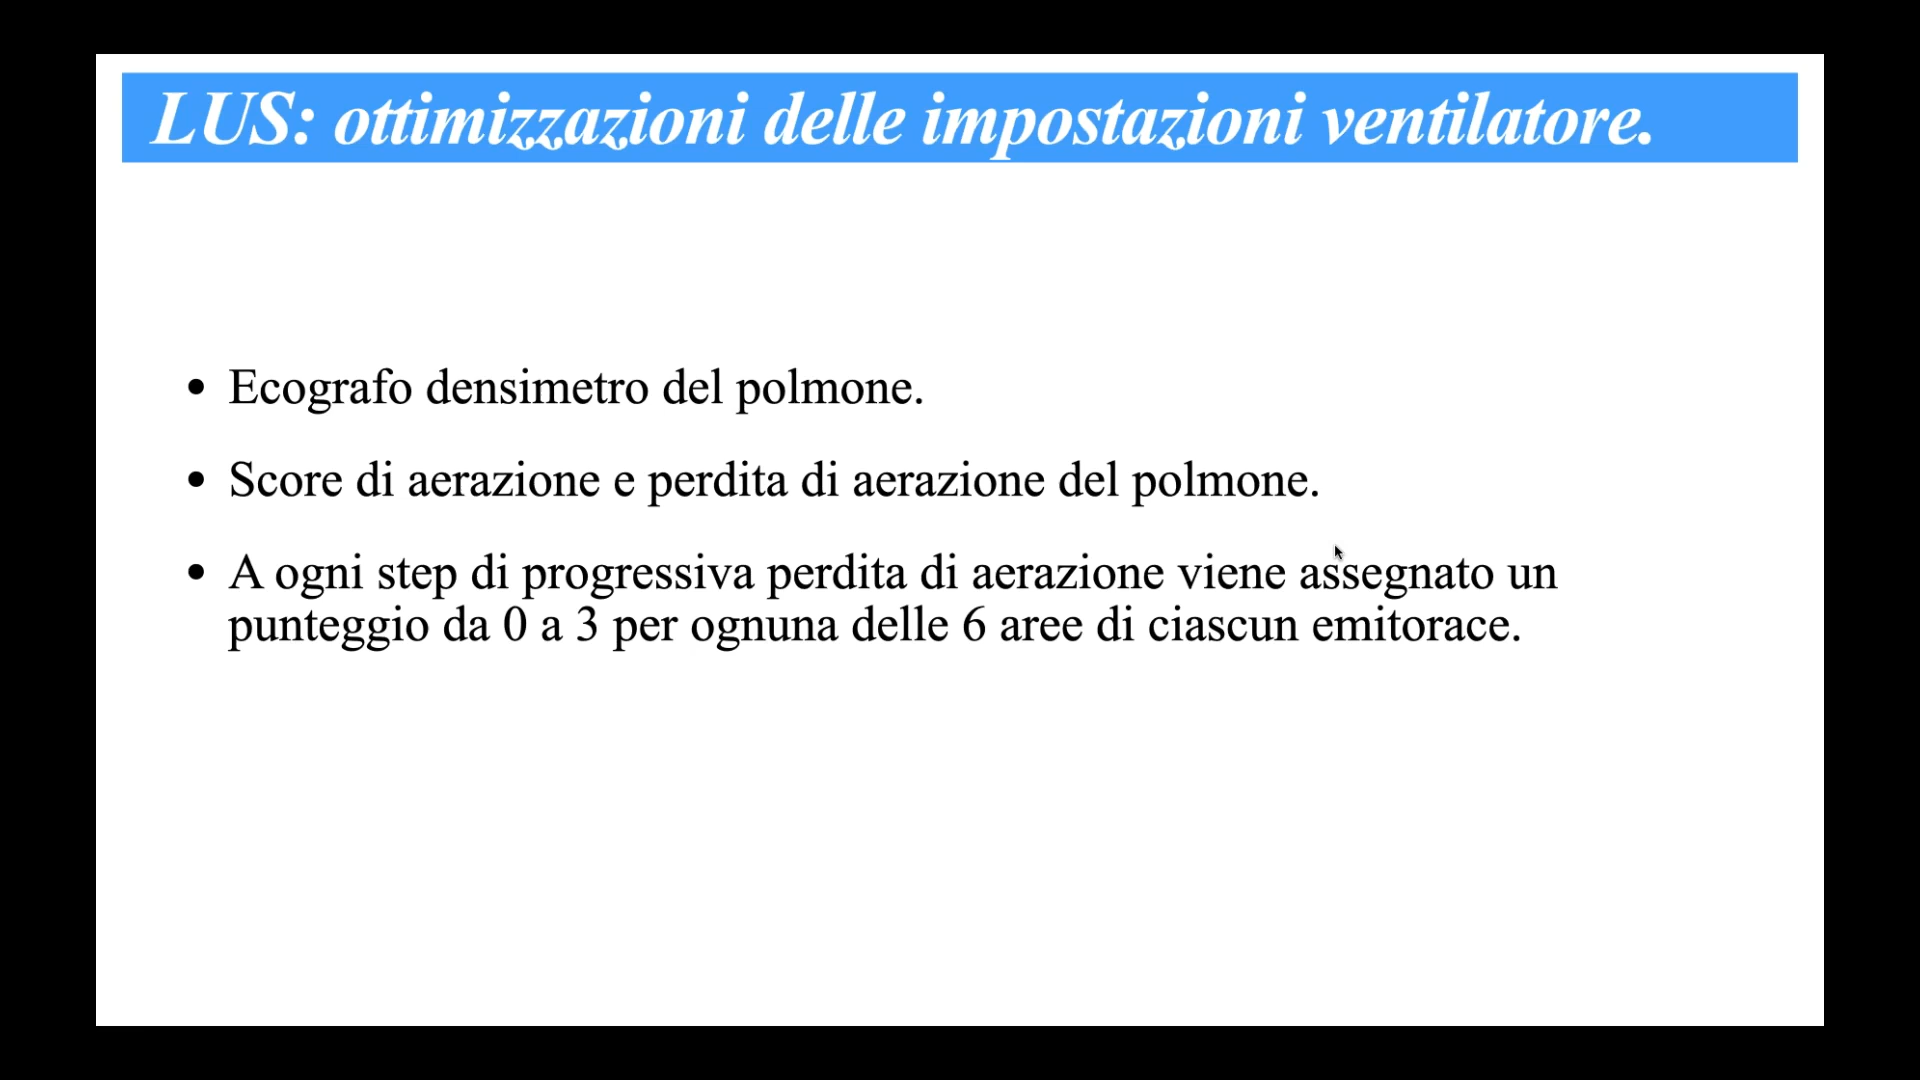 LUS: ottimizzazioni delle impostazioni ventilatore.
• Ecografo densimetro del polmone.
• Score di aerazione e perdita di aerazione del polmone.
• A ogni step di progressiva perdita di aerazione viene assegnato un
punteggio da 0 a 3 per ognuna delle 6 aree di ciascun emitorace.